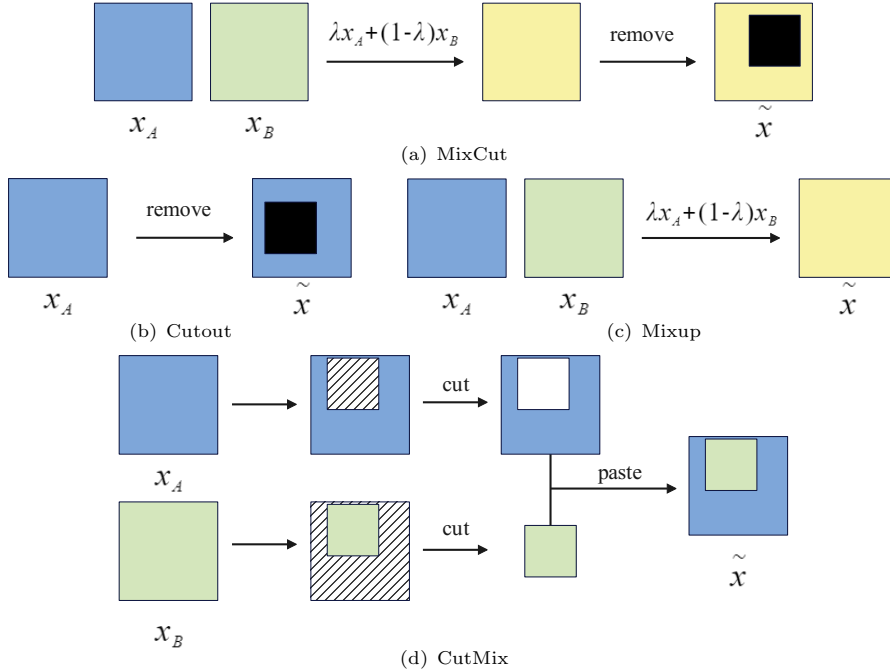 λx_A+(1-λ)x_B remove
x_A x_B x̃
(a) MixCut
remove λx_A+(1-λ)x_B
x_A x̃ x_A x_B x̃
(b) Cutout (c) Mixup
cut
x_A paste
cut
x̃
x_B
(d) CutMix